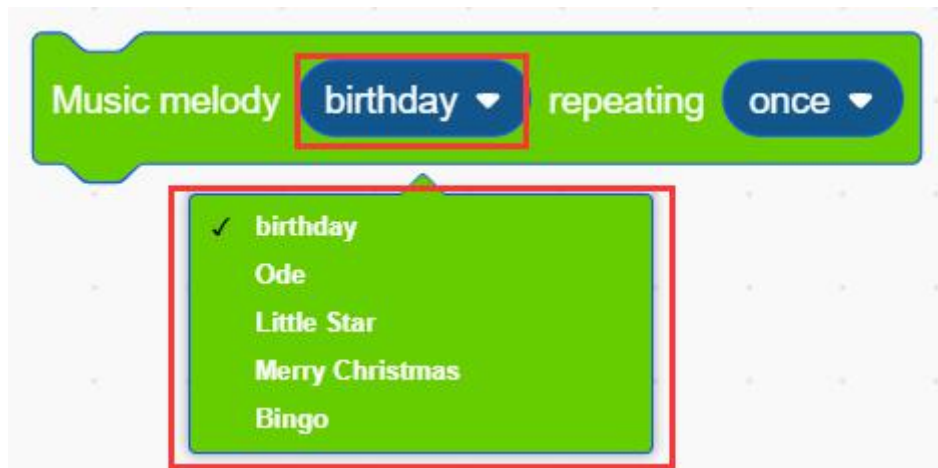 Music melody birthday repeating once
birthday
Ode
Little Star
Merry Christmas
Bingo